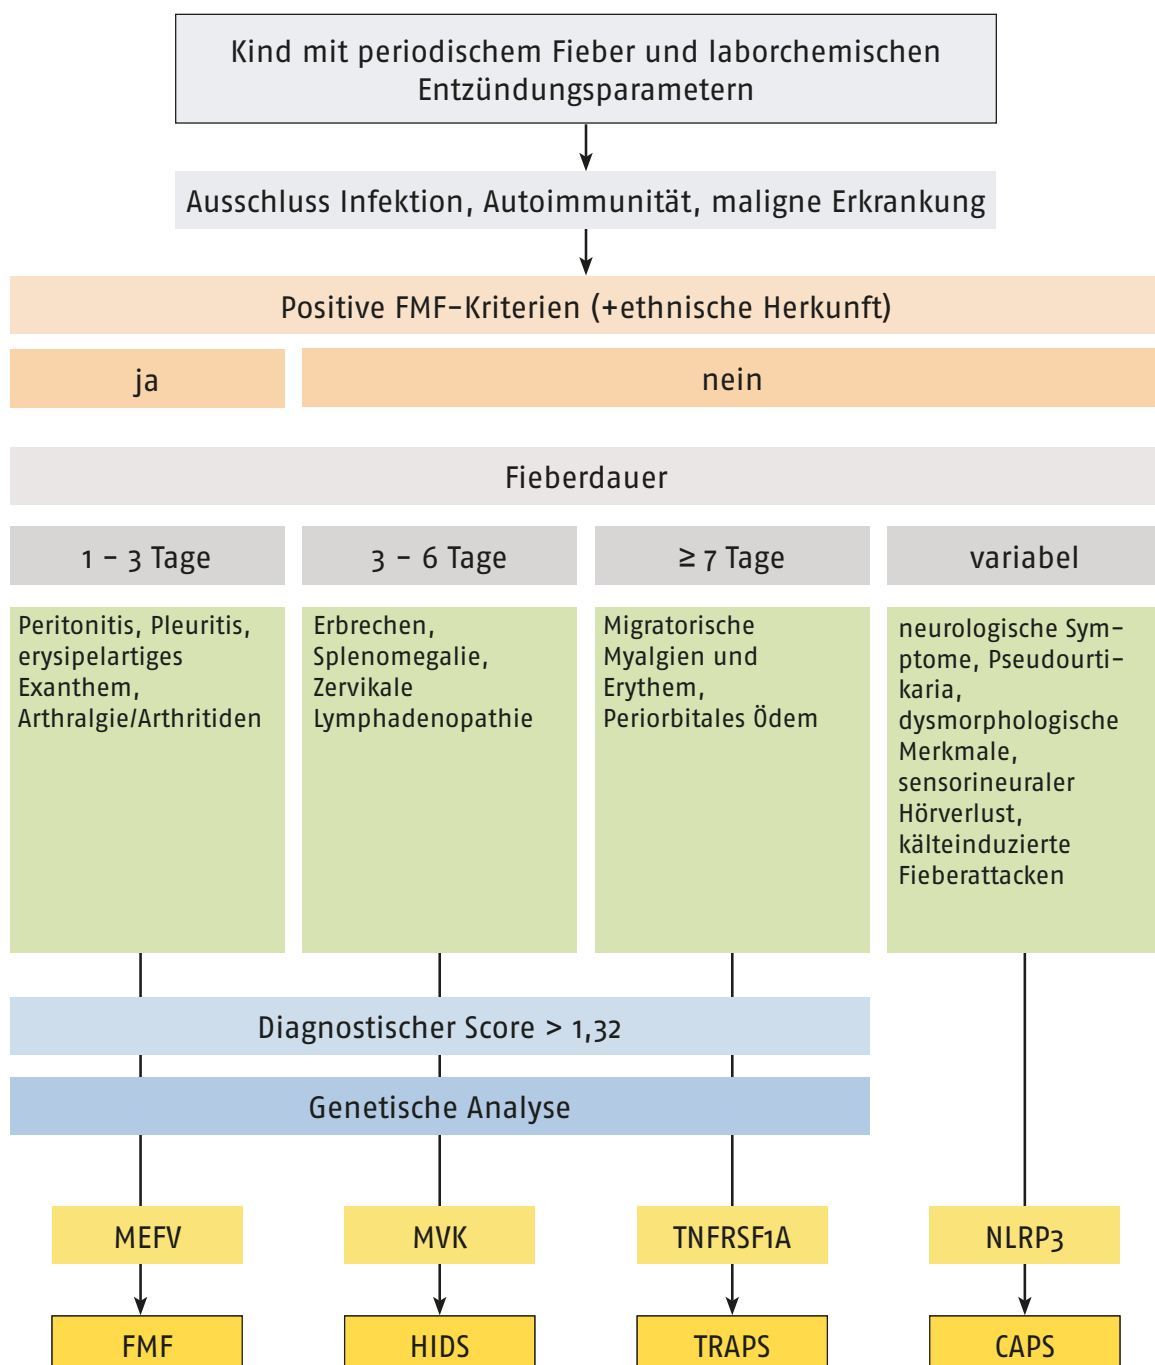 Kind mit periodischem Fieber und laborchemischen
Entzündungsparametern
Ausschluss Infektion, Autoimmunität, maligne Erkrankung
Positive FMF-Kriterien (+ethnische Herkunft)
ja
nein
Fieberdauer
1 – 3 Tage
3 – 6 Tage
≥ 7 Tage
variabel
Peritonitis, Pleuritis,
erysipelartiges
Exanthem,
Arthralgie/Arthritiden
Erbrechen,
Splenomegalie,
Zervikale
Lymphadenopathie
Migratorische
Myalgien und
Erythem,
Periorbitales Ödem
neurologische Sym-
ptome, Pseudourti-
karia,
dysmorphologische
Merkmale,
sensorineuraler
Hörverlust,
kälteinduzierte
Fieberattacken
Diagnostischer Score > 1,32
Genetische Analyse
MEFV
MVK
TNFRSF1A
NLRP3
FMF
HIDS
TRAPS
CAPS